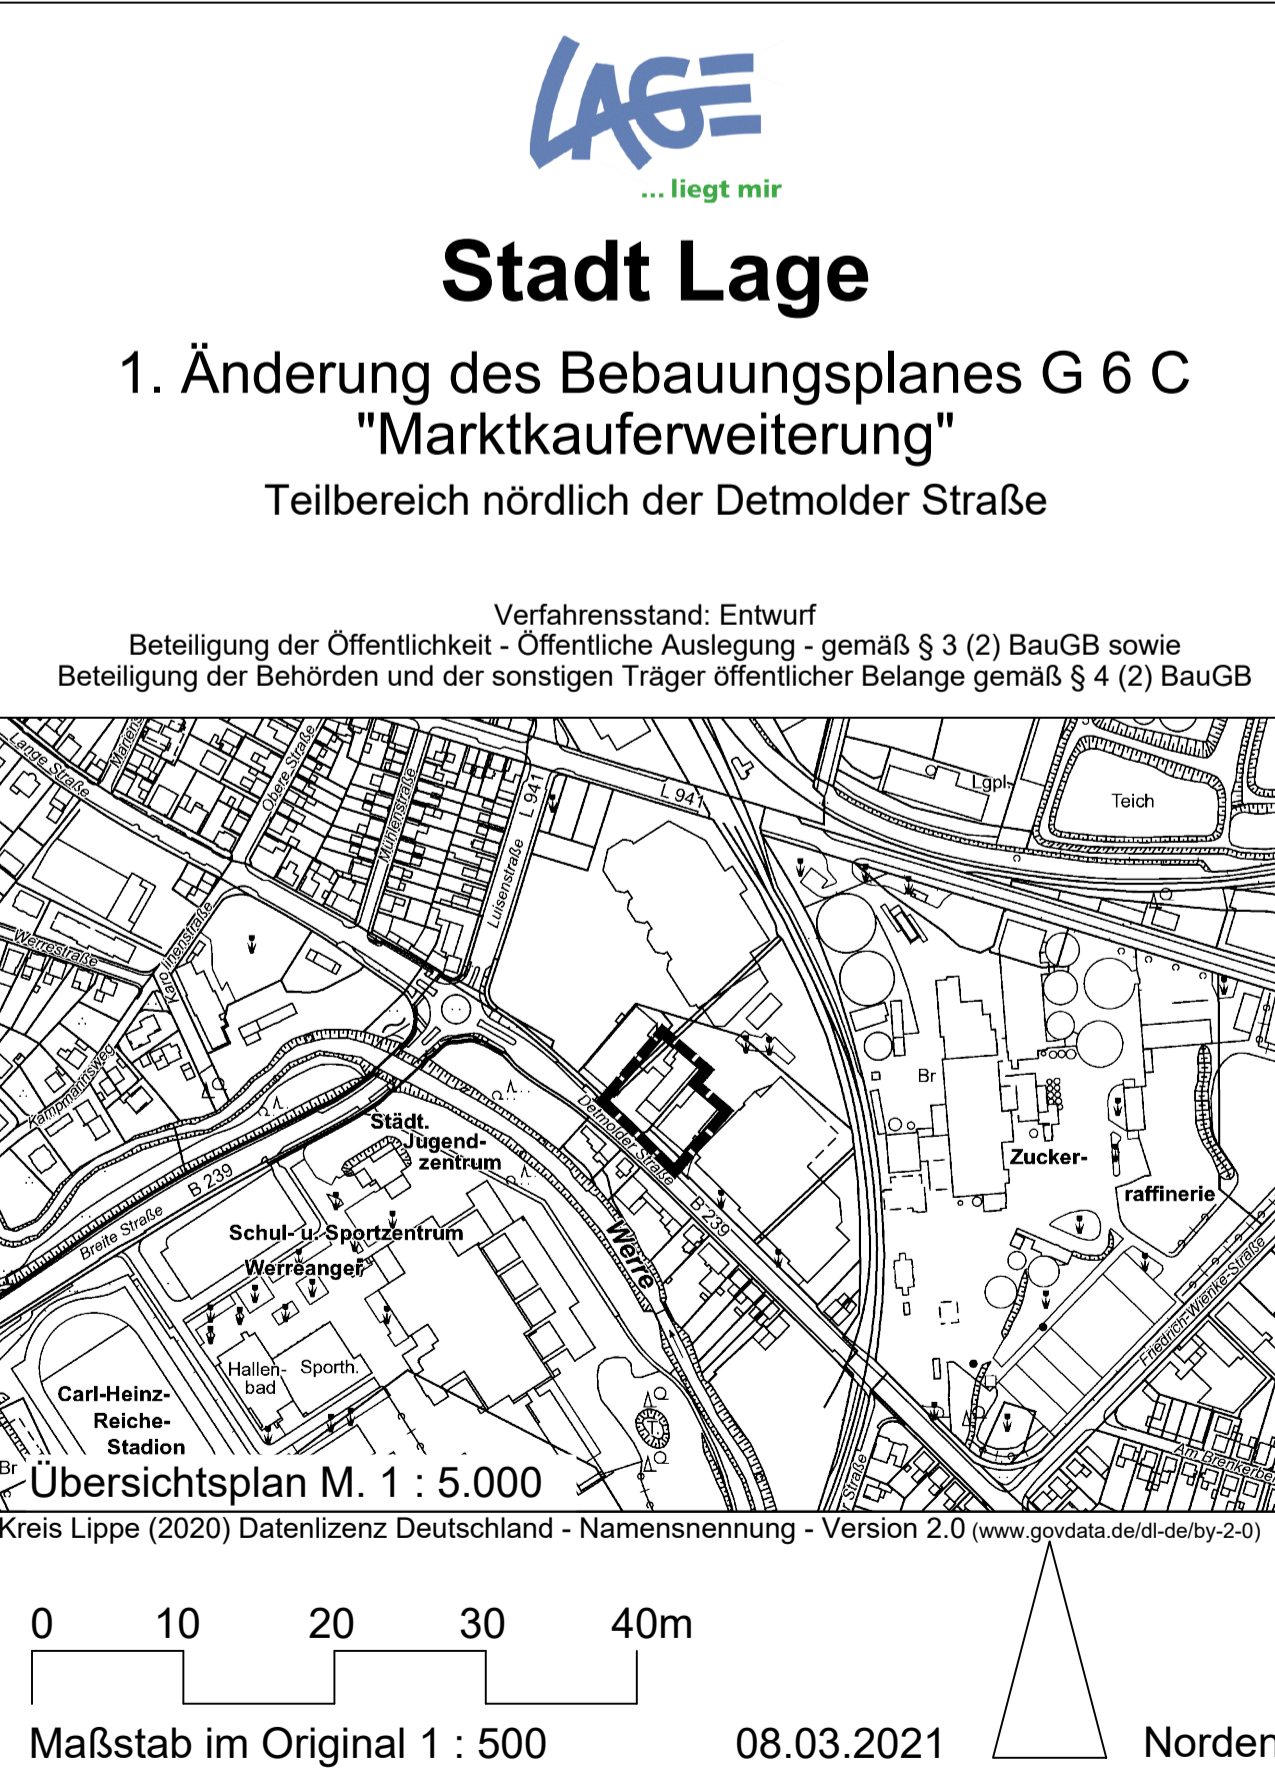 LAGE
... liegt mir
Stadt Lage
1. Änderung des Bebauungsplanes G 6 C
"Marktkauferweiterung"
Teilbereich nördlich der Detmolder Straße
Verfahrensstand: Entwurf
Beteiligung der Öffentlichkeit - Öffentliche Auslegung - gemäß § 3 (2) BauGB sowie
Beteiligung der Behörden und der sonstigen Träger öffentlicher Belange gemäß § 4 (2) BauGB
Lange Straße
Obere Straße
Mühlenstraße
L 941
L 941
Lgpl.
Teich
Luisenstraße
Werrestraße
Karolinenstraße
Kampmannsweg
Detmolder Straße
Br
Städt.
Jugend-
zentrum
Zucker-
raffinerie
B 239
B 239
Breite Straße
Schul- u. Sportzentrum
Werreanger
Werre
Friedrich-Wienke-Straße
Hallen-
bad
Sporth.
Carl-Heinz-
Reiche-
Stadion
Br
Straße
Übersichtsplan M. 1 : 5.000
Kreis Lippe (2020) Datenlizenz Deutschland - Namensnennung - Version 2.0 (www.govdata.de/dl-de/by-2-0)
0 10 20 30 40m
Maßstab im Original 1 : 500
08.03.2021
Norden